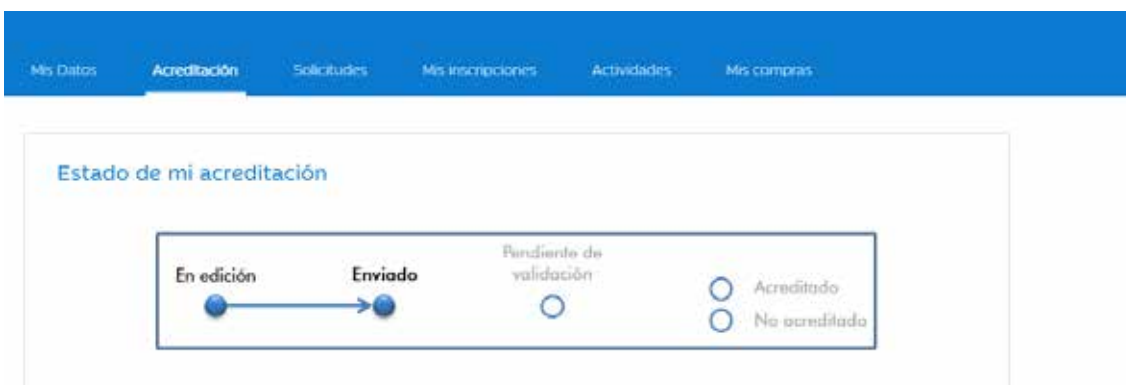 Mis Datos Acreditación Solicitudes Mis inscripciones Actividades Mis compras
Estado de mi acreditación
En edición
Enviado
Pendiente de
validación
Acreditado
No acreditado